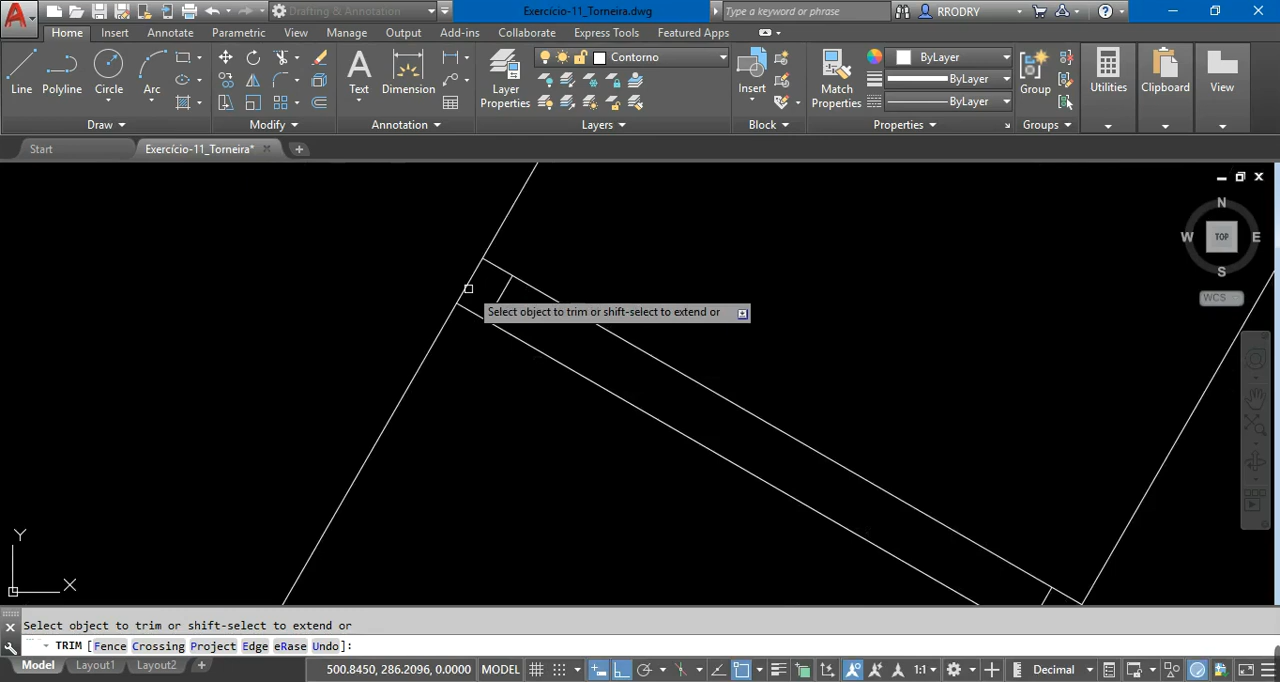 Drafting & Annotation
Exercício-11_Torneira.dwg
Type a keyword or phrase
RRODRY
Home Insert Annotate Parametric View Manage Output Add-ins Collaborate Express Tools Featured Apps
Line Polyline Circle Arc
Text Dimension
Layer Properties
Contorno
Insert
Match Properties
ByLayer
ByLayer
ByLayer
Group
Utilities
Clipboard
View
Draw Modify Annotation Layers Block Properties Groups
Start Exercício-11_Torneira*
N
W TOP E
S
WCS
Select object to trim or shift-select to extend or
Y
X
Select object to trim or shift-select to extend or
TRIM [Fence Crossing Project Edge eRase Undo]:
Model Layout1 Layout2 500.8450, 286.2096, 0.0000 MODEL 1:1 Decimal